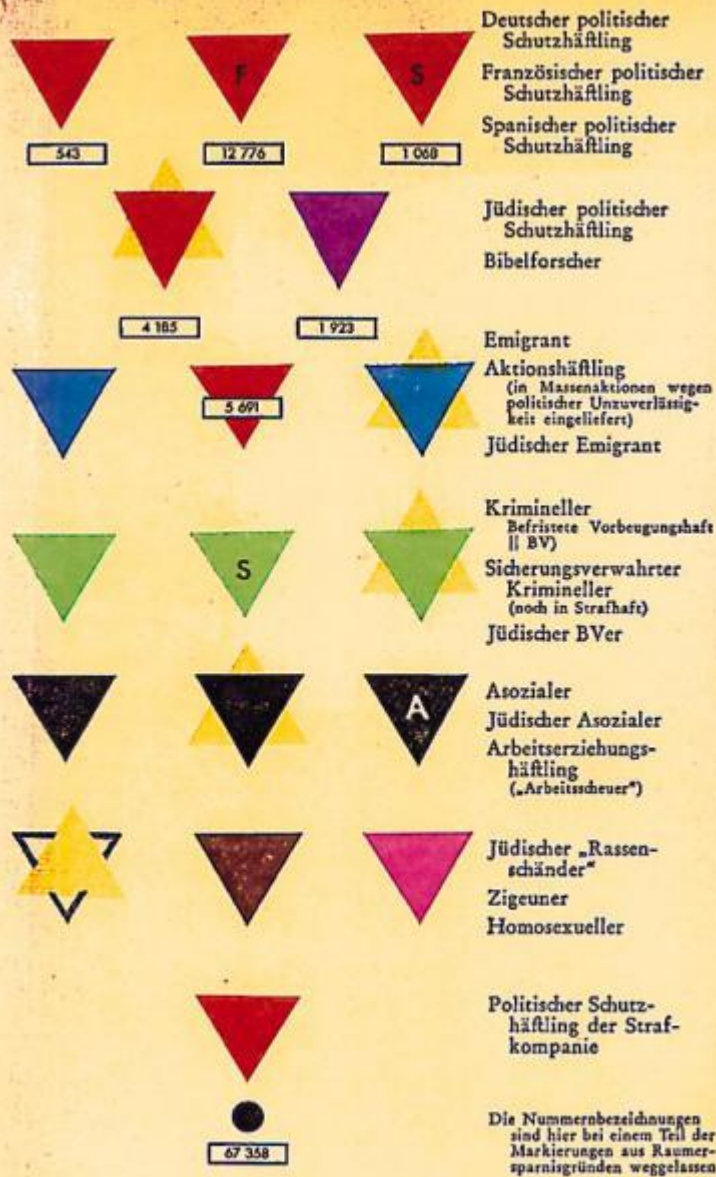 Deutscher politischer
Schutzhäftling
F
S
Französischer politischer
Schutzhäftling
Spanischer politischer
Schutzhäftling
543
12 776
1 068
Jüdischer politischer
Schutzhäftling
Bibelforscher
4 185
1 923
Emigrant
Aktionshäftling
(in Massenaktionen wegen
politischer Unzuverlässig-
keit eingeliefert)
5 691
Jüdischer Emigrant
Krimineller
Befristete Vorbeugungshaft
|| BV)
S
Sicherungsverwahrter
Krimineller
(noch in Strafhaft)
Jüdischer BVer
Asozialer
Jüdischer Asozialer
A
Arbeitserziehungs-
häftling
(„Arbeitsscheuer“)
Jüdischer „Rassen-
schänder“
Zigeuner
Homosexueller
Politischer Schutz-
häftling der Straf-
kompanie
67 358
Die Nummernbezeichnungen
sind hier bei einem Teil der
Markierungen aus Raumer-
sparnisgründen weggelassen